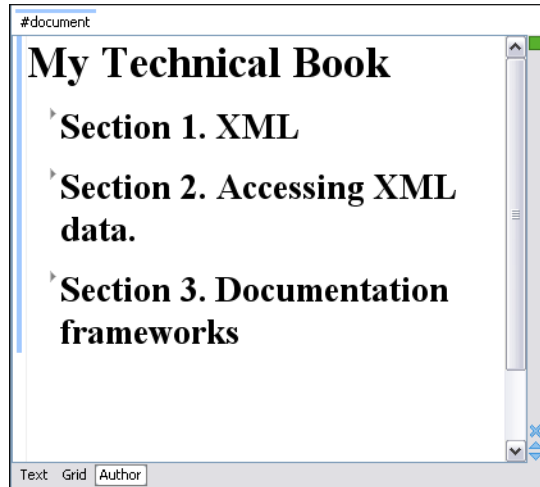 #document
My Technical Book
Section 1. XML
Section 2. Accessing XML
data.
Section 3. Documentation
frameworks
Text Grid Author